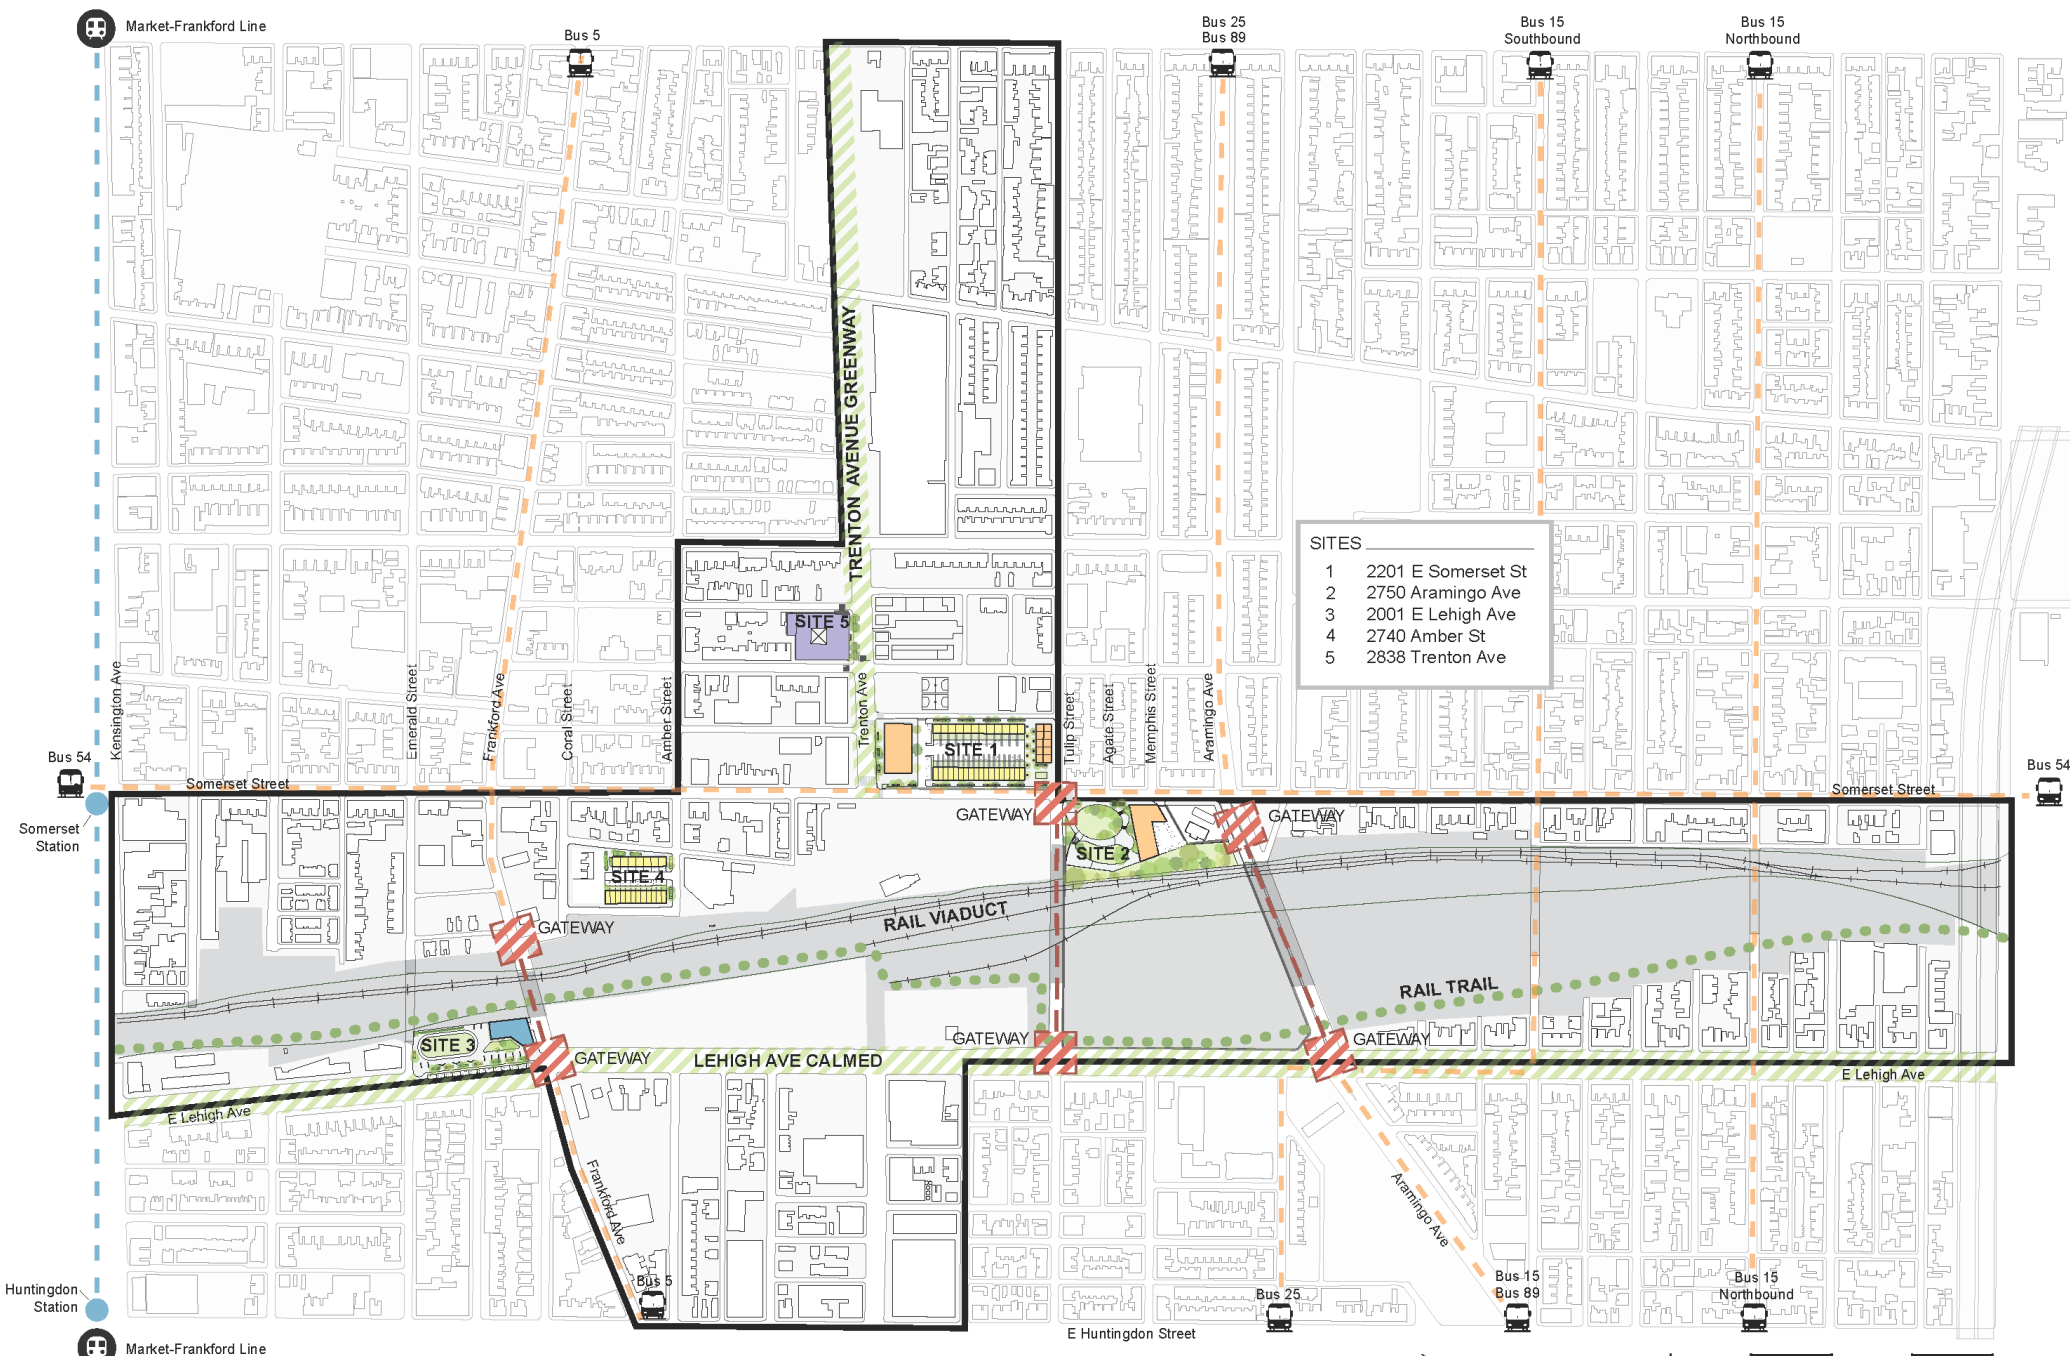 Market-Frankford Line
Bus 5
Bus 25
Bus 89
Bus 15
Southbound
Bus 15
Northbound
TRENTON AVENUE GREENWAY
SITES
1 2201 E Somerset St
2 2750 Aramingo Ave
3 2001 E Lehigh Ave
4 2740 Amber St
5 2838 Trenton Ave
SITE 5
Kensington Ave
Emerald Street
Frankford Ave
Coral Street
Amber Street
Trenton Ave
Tulip Street
Agate Street
Memphis Street
Aramingo Ave
SITE 1
Bus 54
Bus 54
Somerset Street
Somerset Street
Somerset
Station
GATEWAY
GATEWAY
SITE 2
SITE 4
RAIL VIADUCT
GATEWAY
RAIL TRAIL
SITE 3
GATEWAY
GATEWAY
GATEWAY
LEHIGH AVE CALMED
E Lehigh Ave
E Lehigh Ave
Frankford Ave
Aramingo Ave
Bus 5
Huntingdon
Station
Bus 25
Bus 15
Bus 89
Bus 15
Northbound
E Huntingdon Street
Market-Frankford Line